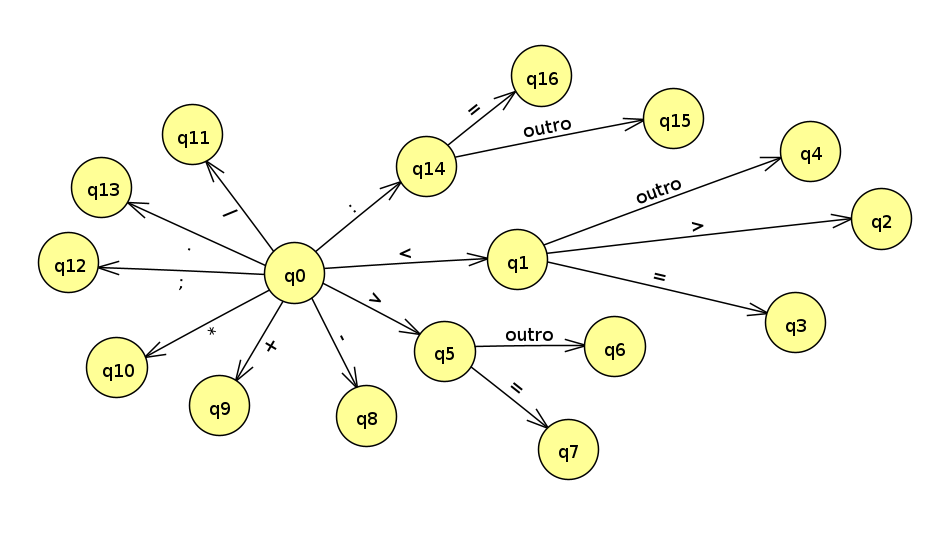 q16
=
q15
outro
q11
:
q14
q4
outro
q13
/
q2
>
.
<
q12
q0
q1
;
=
q3
>
*
+
-
q5
outro
q6
q10
=
q9
q8
q7